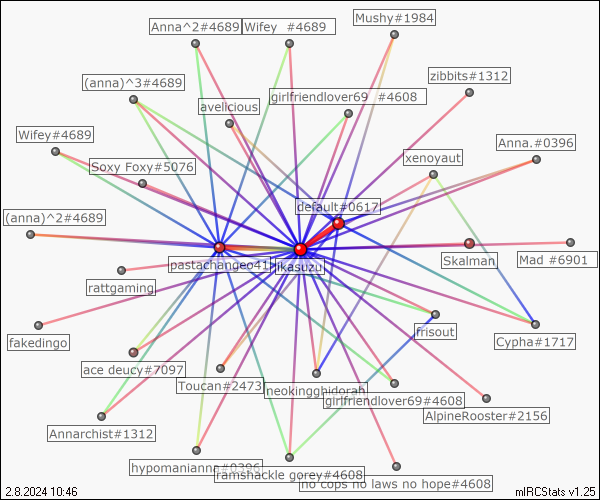 Mushy#1984
Anna^2#4689
Wifey #4689
zibbits#1312
(anna)^3#4689
girlfriendlover69 #4608
avelicious
Wifey#4689
Anna.#0396
xenoyaut
Soxy Foxy#5076
default#0617
(anna)^2#4689
pastachangeo41
ikasuzu
Skalman
Mad #6901
rattgaming
frisout
fakedingo
Cypha#1717
ace deucy#7097
Toucan#2473
neokingghidorah
girlfriendlover69#4608
AlpineRooster#2156
Annarchist#1312
hypomanianna#0396
ramshackle gorey#4608
no cops no laws no hope#4608
2.8.2024 10:46
mIRCStats v1.25